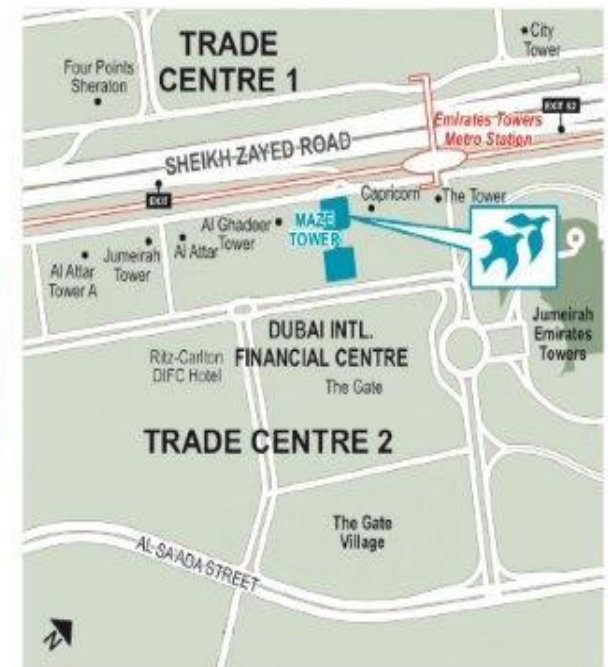 TRADE
CENTRE 1
City
Tower
Four Points
Sheraton
EXIT 52
Emirates Towers
Metro Station
SHEIKH ZAYED ROAD
EXIT
Capricorn
The Tower
MAZE
TOWER
Al Ghadeer
Tower
Al Attar
Jumeirah
Tower
Al Attar
Tower A
Jumeirah
Emirates
Towers
DUBAI INTL.
FINANCIAL CENTRE
Ritz-Carlton
DIFC Hotel
The Gate
TRADE CENTRE 2
The Gate
Village
AL SA'ADA STREET
N